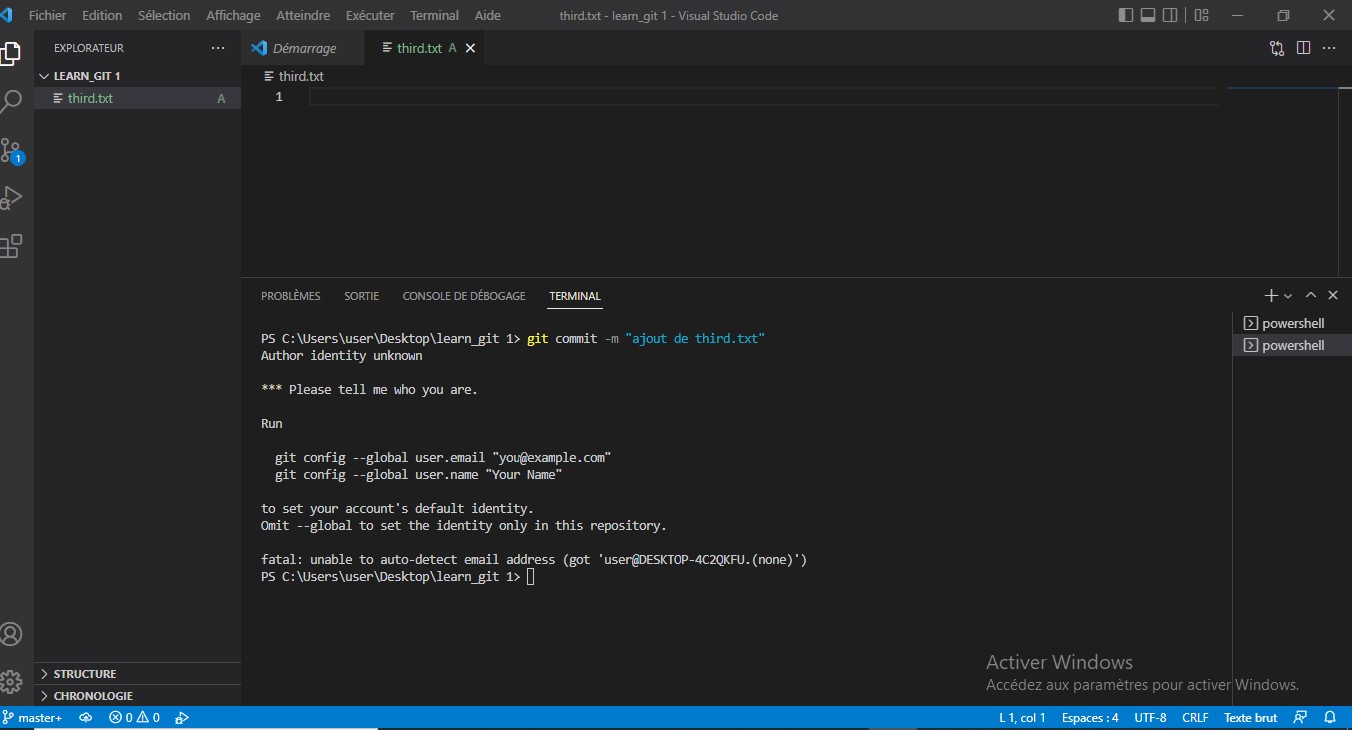 Fichier Edition Sélection Affichage Atteindre Exécuter Terminal Aide third.txt - learn_git 1 - Visual Studio Code
EXPLORATEUR
LEARN_GIT 1
third.txt A
Démarrage third.txt A
third.txt
1
1
PROBLÈMES SORTIE CONSOLE DE DÉBOGAGE TERMINAL
powershell
powershell
PS C:\Users\user\Desktop\learn_git 1> git commit -m "ajout de third.txt"
Author identity unknown
*** Please tell me who you are.
Run
git config --global user.email "you@example.com"
git config --global user.name "Your Name"
to set your account's default identity.
Omit --global to set the identity only in this repository.
fatal: unable to auto-detect email address (got 'user@DESKTOP-4C2QKFU.(none)')
PS C:\Users\user\Desktop\learn_git 1>
STRUCTURE
CHRONOLOGIE
Activer Windows
Accédez aux paramètres pour activer Windows.
master+ 0 0 L 1, col 1 Espaces : 4 UTF-8 CRLF Texte brut